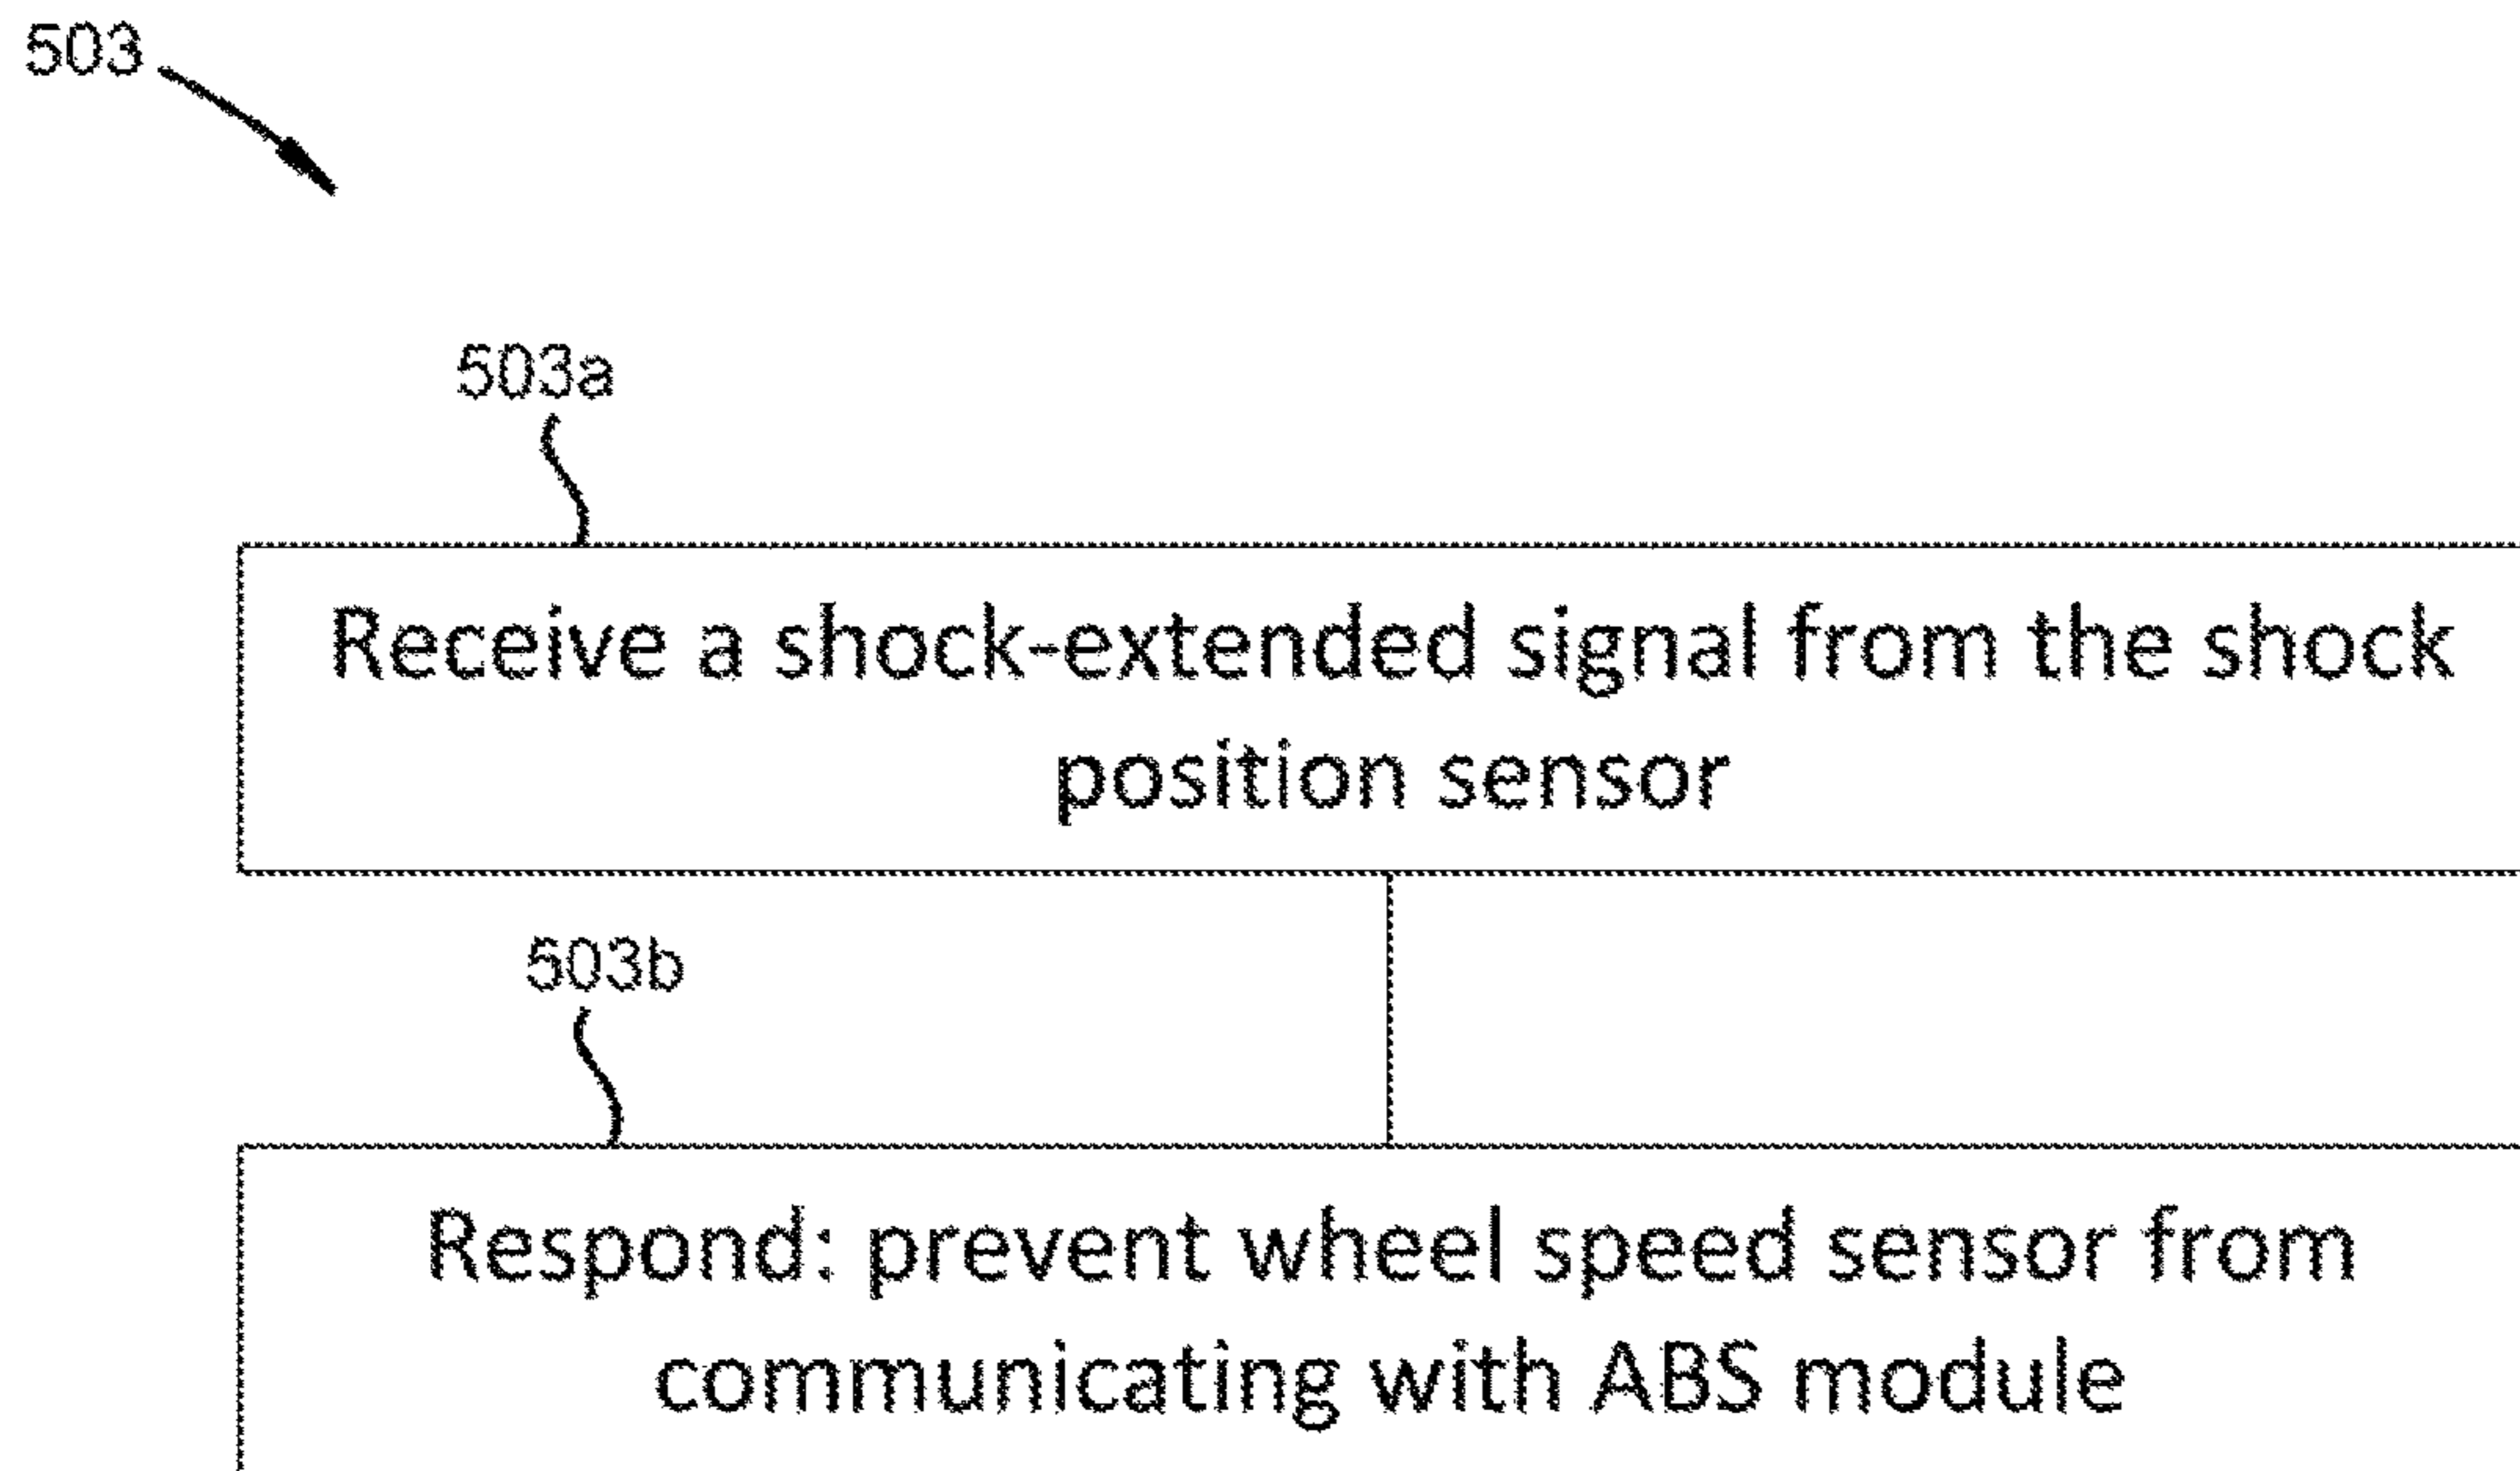 503
503a
Receive a shock-extended signal from the shock
position sensor
503b
Respond: prevent wheel speed sensor from
communicating with ABS module